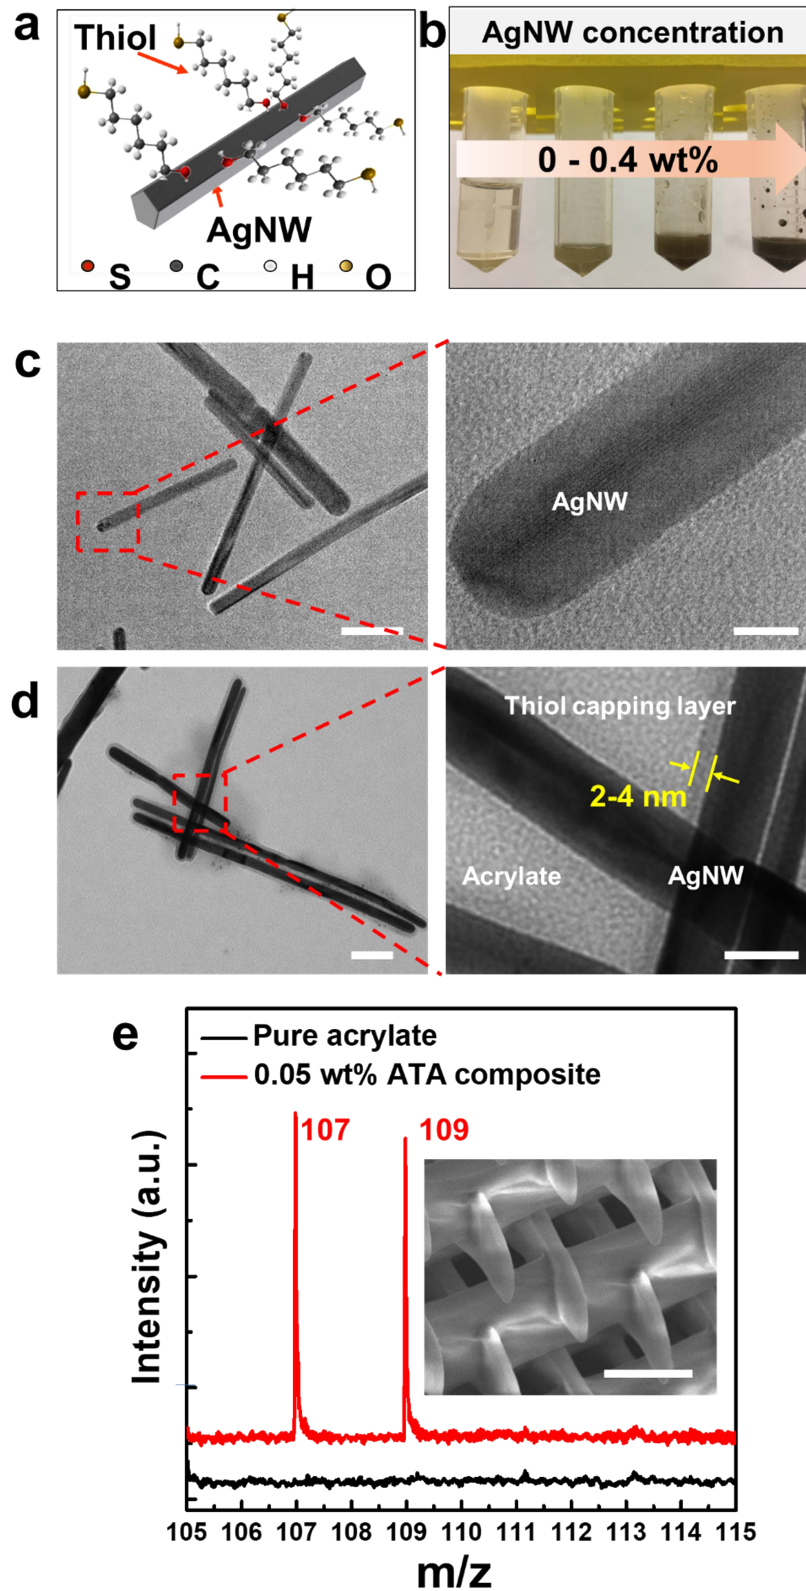 a
Thiol
AgNW
S C H O
b
AgNW concentration
0 - 0.4 wt%
c
AgNW
d
Thiol capping layer
2-4 nm
Acrylate
AgNW
e
Pure acrylate
0.05 wt% ATA composite
107
109
Intensity (a.u.)
105 106 107 108 109 110 111 112 113 114 115
m/z